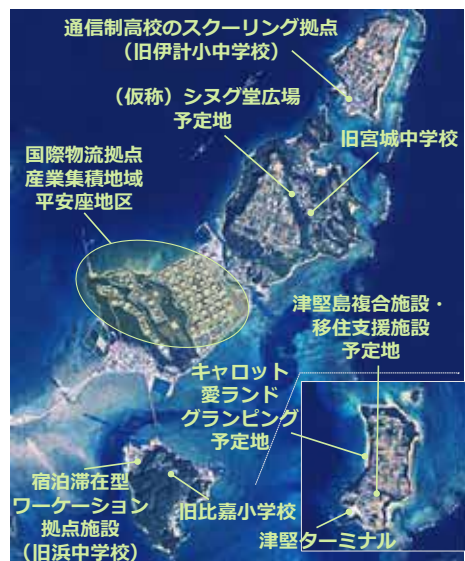 通信制高校のスクーリング拠点
（旧伊計小中学校）
（仮称）シヌグ堂広場
予定地
旧宮城中学校
国際物流拠点
産業集積地域
平安座地区
津堅島複合施設・
移住支援施設
予定地
キャロット
愛ランド
グランピング
予定地
宿泊滞在型
ワーケーション
拠点施設
（旧浜中学校）
旧比嘉小学校
津堅ターミナル